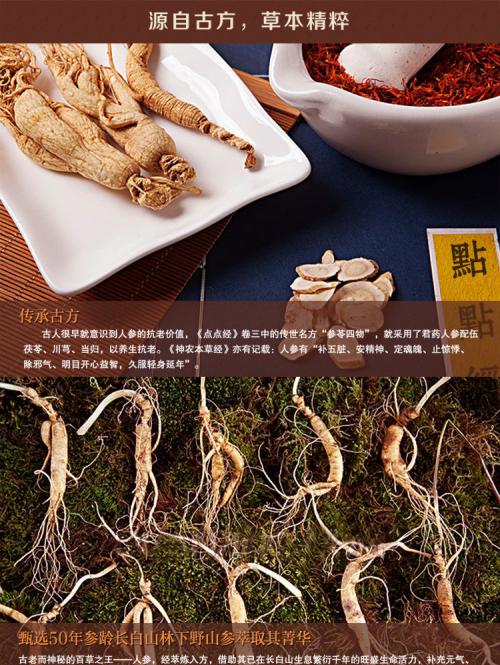 源自古方，草本精粹
點
點
傳承古方
古人很早就意识到人参的抗老价值，《点点经》卷三中的传世名方“参苓四物”，就采用了君药人参配伍
茯苓、川芎、当归，以养生抗老。《神农本草经》亦有记载：人参有“补五脏、安精神、定魂魄、止惊悸、
除邪气、明目开心益智，久服轻身延年”
甄选50年参龄长白山林下野山参萃取其菁华
古老而神秘的百草之王——人参，经萃炼入方，借助其已在长白山生息繁衍千年的旺盛生命活力，补充元气、